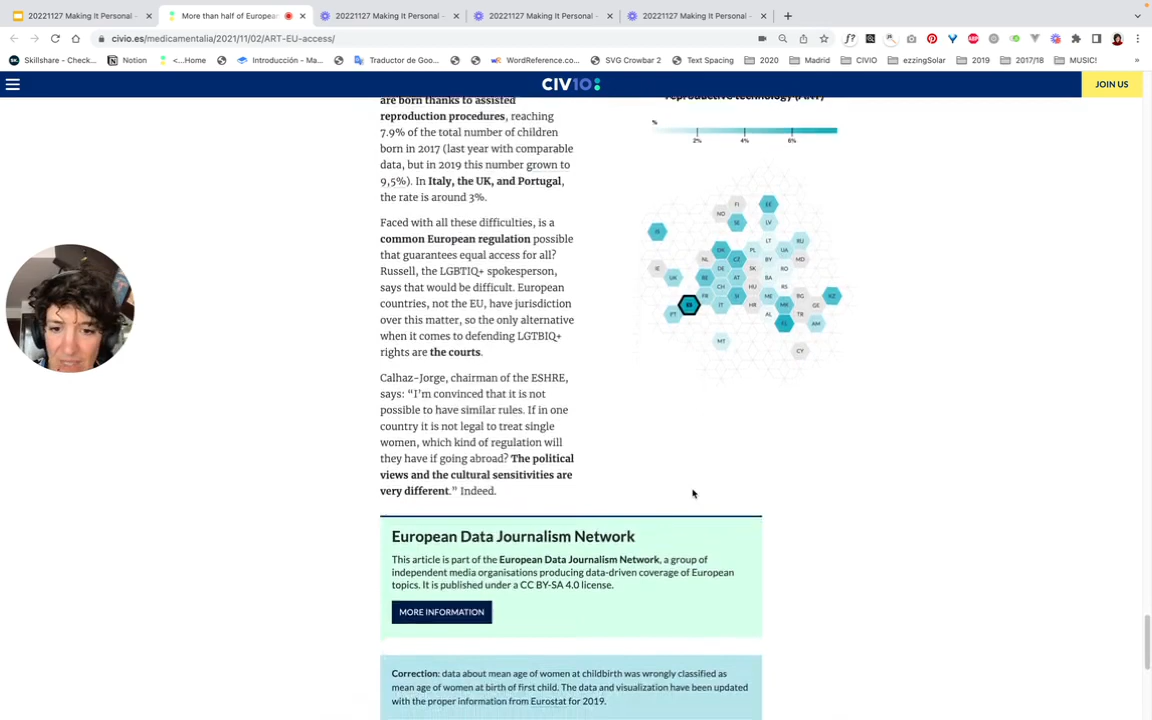 20221127 Making It Personal -
More than half of Europear
20221127 Making It Personal -
20221127 Making It Personal -
20221127 Making It Personal -
civio.es/medicamentalia/2021/11/02/ART-EU-access/
Skillshare - Check...
Notion
<...Home
Introducción - Ma...
Traductor de Goo...
WordReference.co...
SVG Crowbar 2
Text Spacing
2020
Madrid
CIVIO
ezzingSolar
2019
2017/18
MUSIC!
»
CIVIO
JOIN US
are born thanks to assisted
reproduction procedures, reaching
7.9% of the total number of children
born in 2017 (last year with comparable
data, but in 2019 this number grown to
9,5%). In Italy, the UK, and Portugal,
the rate is around 3%.
Faced with all these difficulties, is a
common European regulation possible
that guarantees equal access for all?
Russell, the LGBTIQ+ spokesperson,
says that would be difficult. European
countries, not the EU, have jurisdiction
over this matter, so the only alternative
when it comes to defending LGTBIQ+
rights are the courts.
Calhaz-Jorge, chairman of the ESHRE,
says: “I’m convinced that it is not
possible to have similar rules. If in one
country it is not legal to treat single
women, which kind of regulation will
they have if going abroad? The political
views and the cultural sensitivities are
very different.” Indeed.
reproductive technology (ART)
%
2% 4% 6%
FI EE
NO SE LV
IS LT RU
DK PL UA
IE NL CZ BY MD
UK DE SK RO
BE AT BA
CH HU RS
FR SI ME BG KZ
ES IT HR MK GE
PT AL TR
AM
MT
CY
European Data Journalism Network
This article is part of the European Data Journalism Network, a group of
independent media organisations producing data-driven coverage of European
topics. It is published under a CC BY-SA 4.0 license.
MORE INFORMATION
Correction: data about mean age of women at childbirth was wrongly classified as
mean age of women at birth of first child. The data and visualization have been updated
with the proper information from Eurostat for 2019.